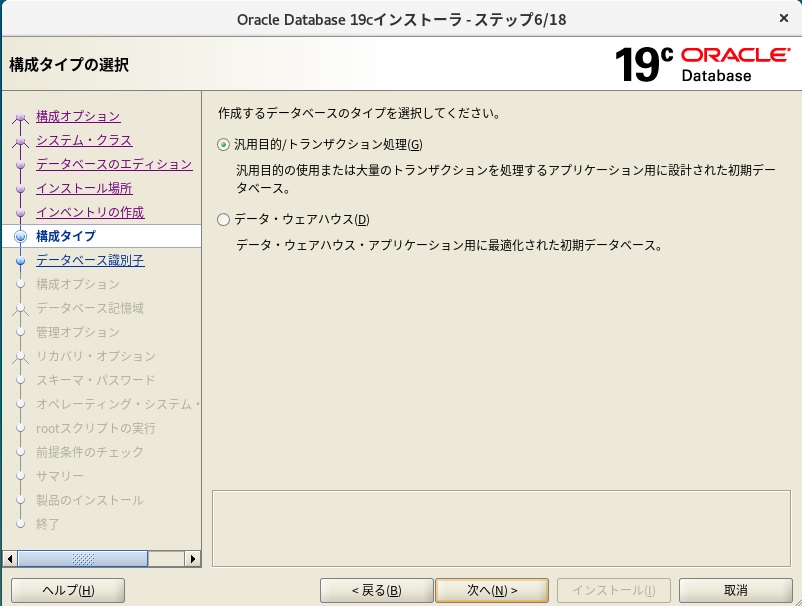 Oracle Database 19cインストーラ - ステップ6/18
×
構成タイプの選択
19c ORACLE
Database
構成オプション
システム・クラス
データベースのエディション
インストール場所
インベントリの作成
構成タイプ
データベース識別子
構成オプション
データベース記憶域
管理オプション
リカバリ・オプション
スキーマ・パスワード
オペレーティング・システム・
rootスクリプトの実行
前提条件のチェック
サマリー
製品のインストール
終了
作成するデータベースのタイプを選択してください。
汎用目的/トランザクション処理(G)
汎用目的の使用または大量のトランザクションを処理するアプリケーション用に設計された初期デー
タベース。
データ・ウェアハウス(D)
データ・ウェアハウス・アプリケーション用に最適化された初期データベース。
ヘルプ(H)
< 戻る(B)
次へ(N) >
インストール(I)
取消